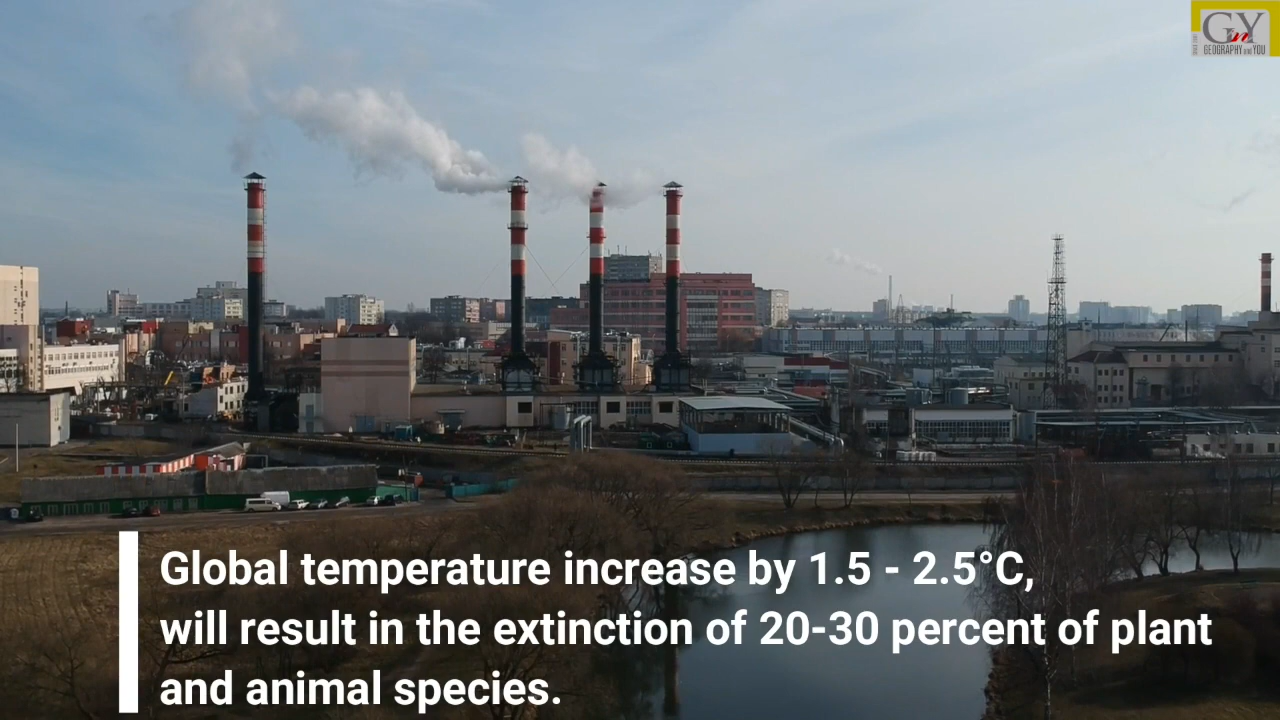 GnY
GEOGRAPHY and YOU
Global temperature increase by 1.5 - 2.5°C,
will result in the extinction of 20-30 percent of plant
and animal species.